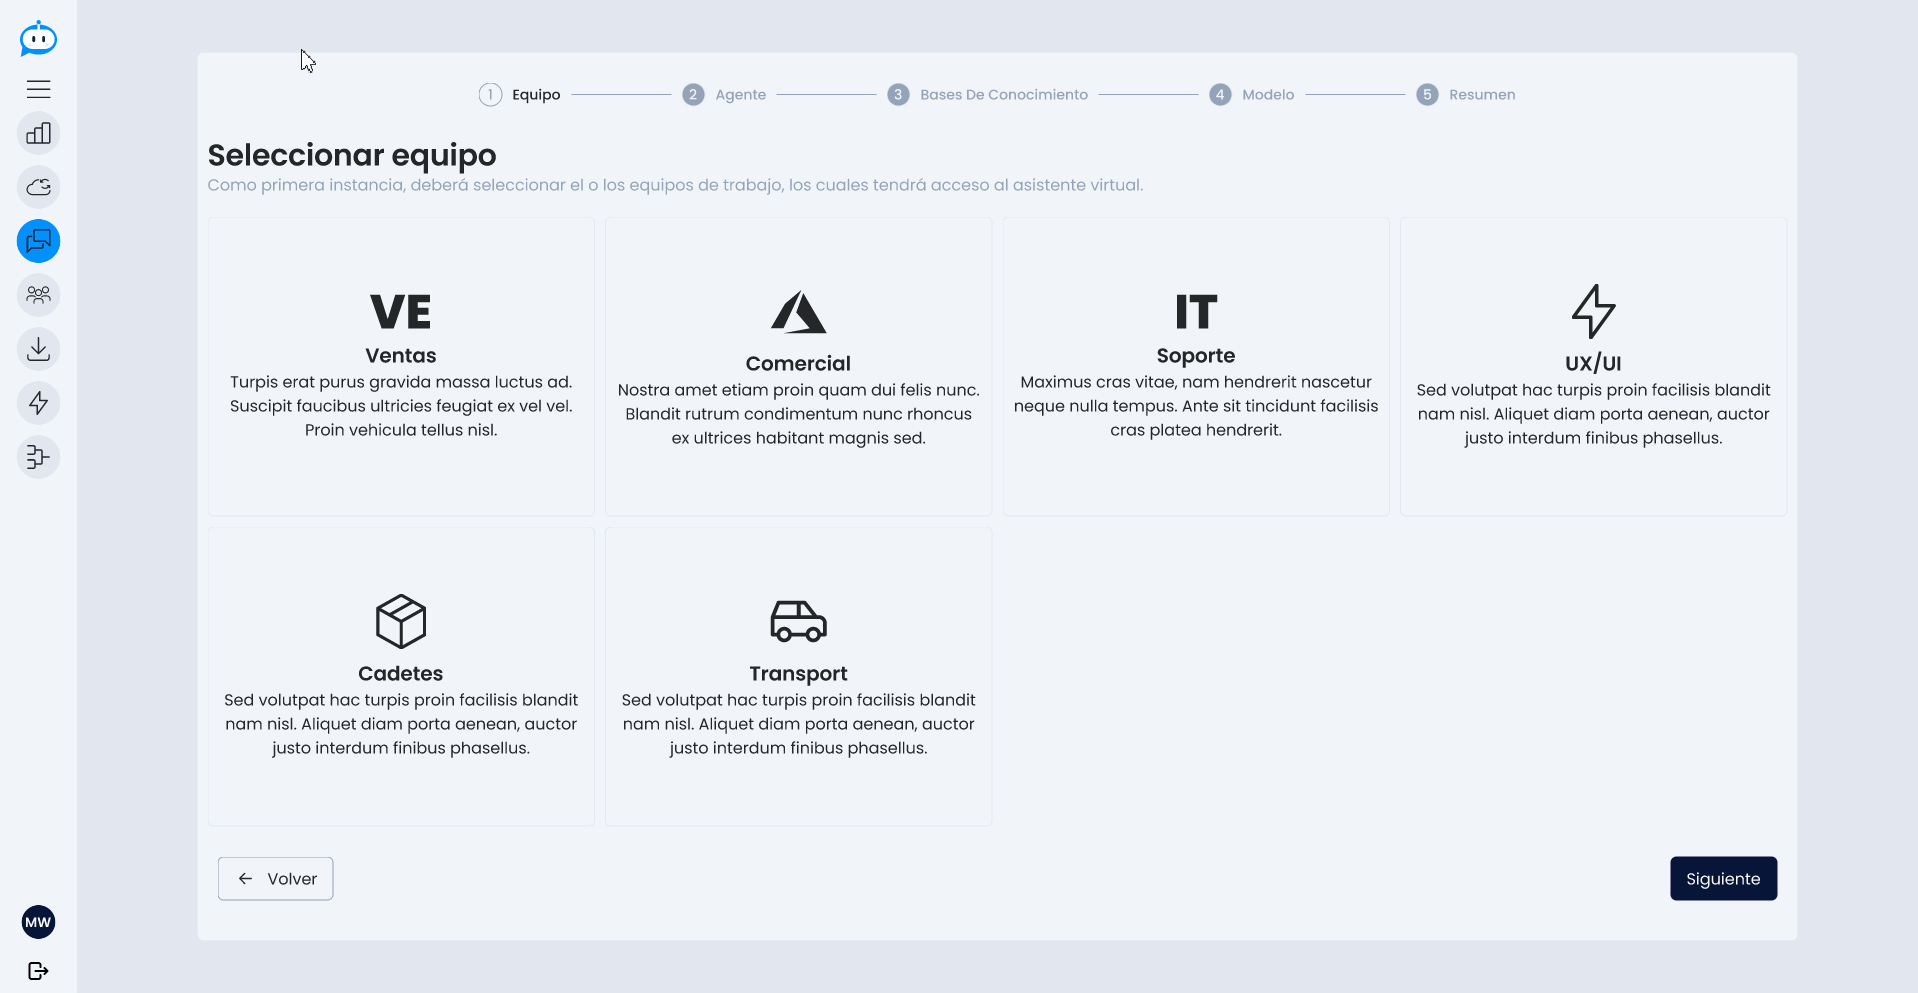 1 Equipo 2 Agente 3 Bases De Conocimiento 4 Modelo 5 Resumen
Seleccionar equipo
Como primera instancia, deberá seleccionar el o los equipos de trabajo, los cuales tendrá acceso al asistente virtual.
VE
Ventas
Turpis erat purus gravida massa luctus ad.
Suscipit faucibus ultricies feugiat ex vel vel.
Proin vehicula tellus nisl.
Comercial
Nostra amet etiam proin quam dui felis nunc.
Blandit rutrum condimentum nunc rhoncus
ex ultrices habitant magnis sed.
IT
Soporte
Maximus cras vitae, nam hendrerit nascetur
neque nulla tempus. Ante sit tincidunt facilisis
cras platea hendrerit.
UX/UI
Sed volutpat hac turpis proin facilisis blandit
nam nisl. Aliquet diam porta aenean, auctor
justo interdum finibus phasellus.
Cadetes
Sed volutpat hac turpis proin facilisis blandit
nam nisl. Aliquet diam porta aenean, auctor
justo interdum finibus phasellus.
Transport
Sed volutpat hac turpis proin facilisis blandit
nam nisl. Aliquet diam porta aenean, auctor
justo interdum finibus phasellus.
Volver
Siguiente
MW